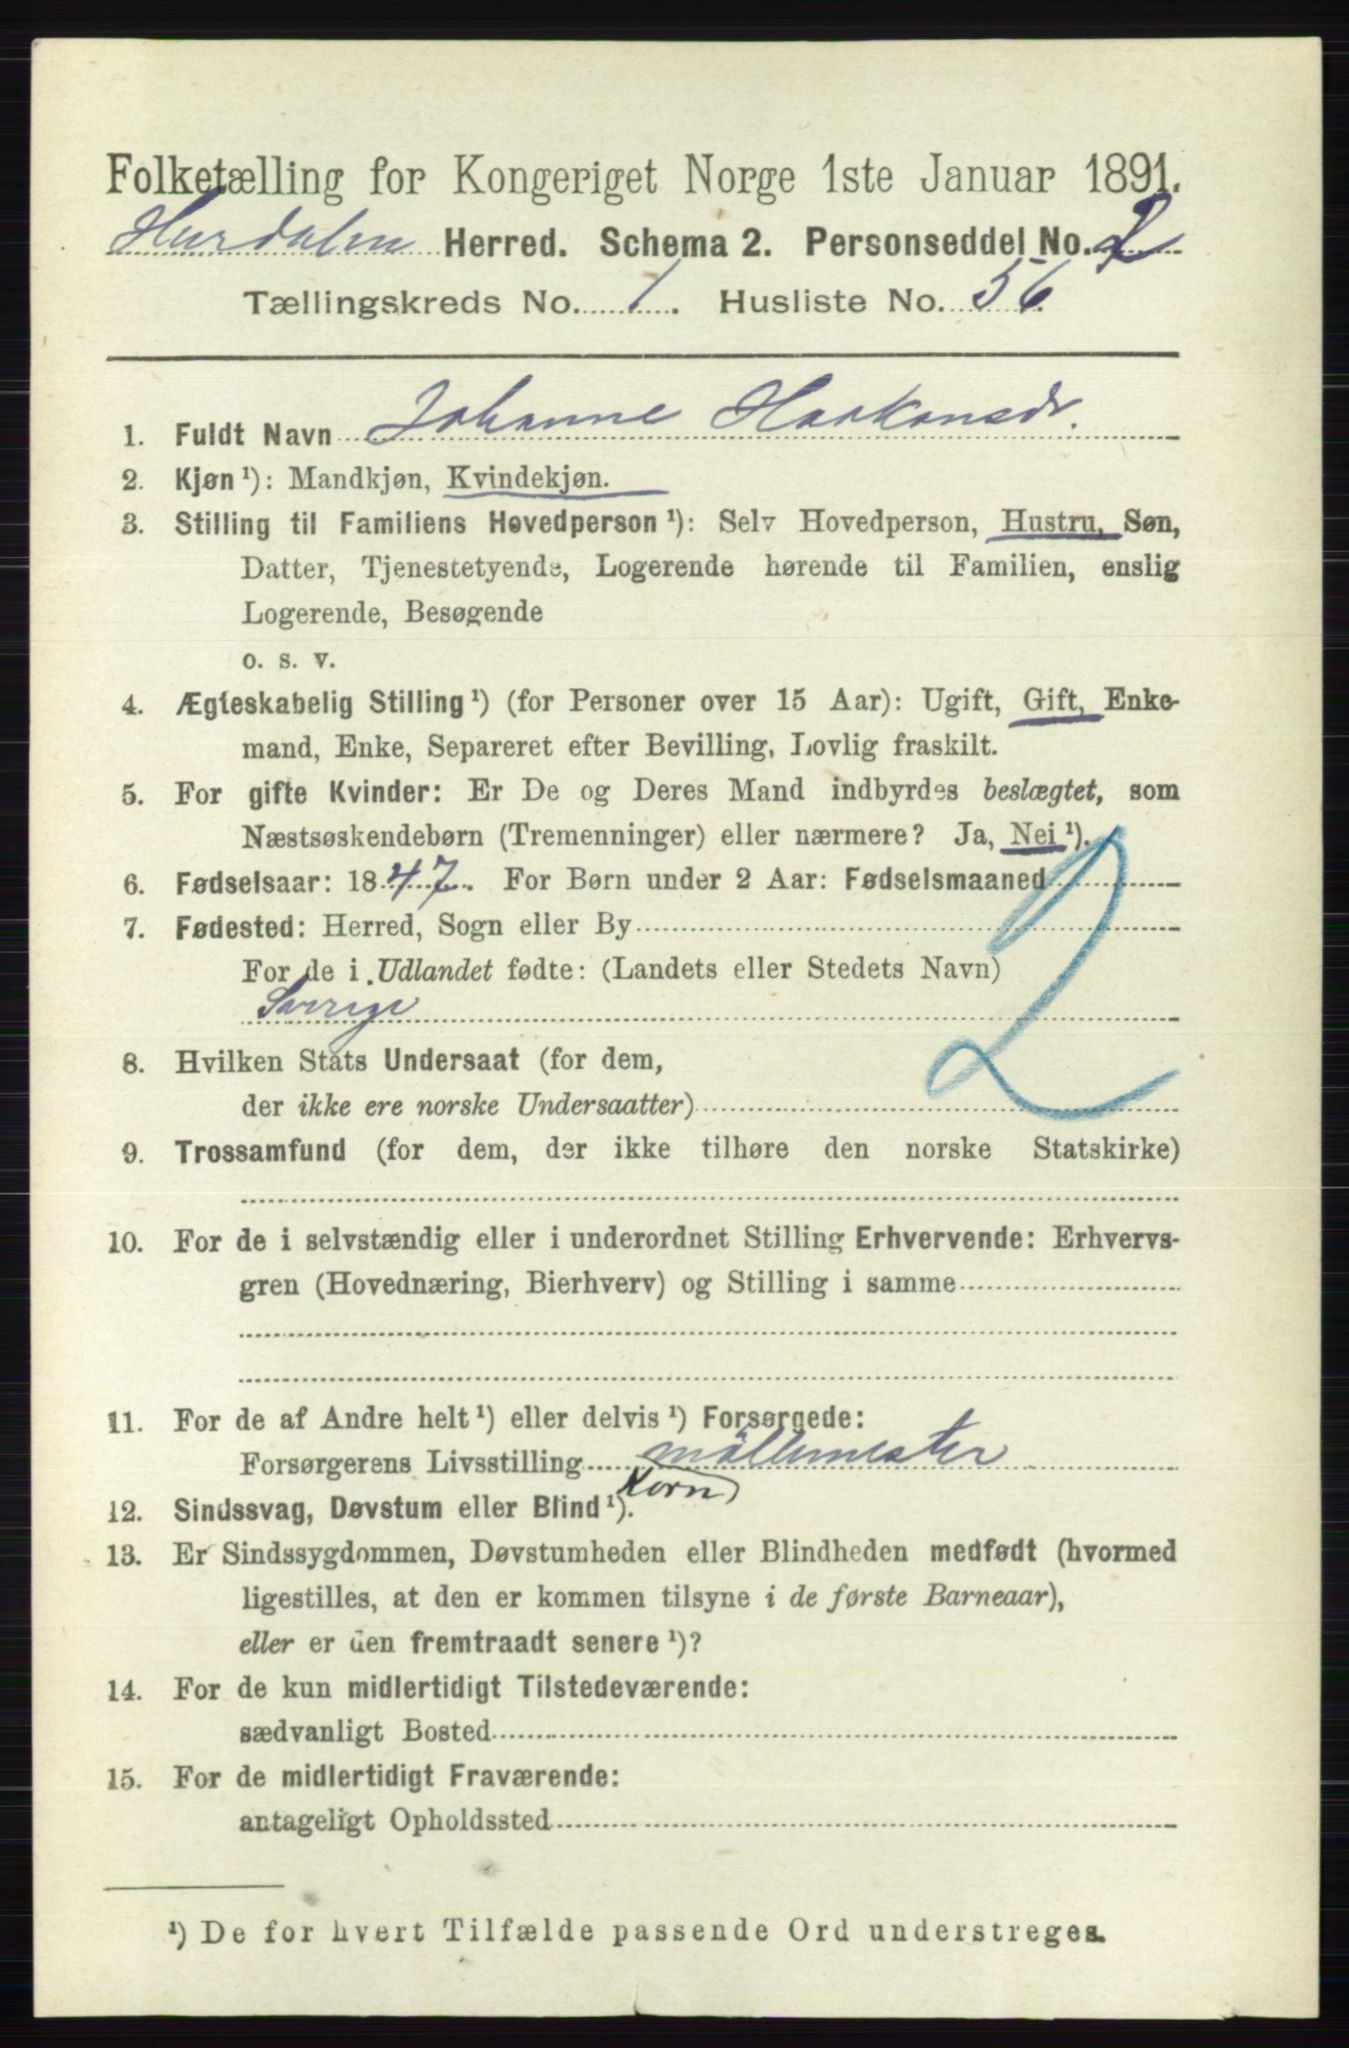 Folketælling for Kongeriget Norge 1ste Januar 1891.
Hurdalen Herred. Schema 2. Personseddel No. 2
Tællingskreds No. 1. Husliste No. 56
1. Fuldt Navn Johanne Haakonsdr.
2. Kjøn ¹): Mandkjøn, Kvindekjøn.
3. Stilling til Familiens Hovedperson ¹): Selv Hovedperson, Hustru, Søn,
Datter, Tjenestetyende, Logerende hørende til Familien, enslig
Logerende, Besøgende
o. s. v.
4. Ægteskabelig Stilling ¹) (for Personer over 15 Aar): Ugift, Gift, Enke-
mand, Enke, Separeret efter Bevilling, Lovlig fraskilt.
5. For gifte Kvinder: Er De og Deres Mand indbyrdes beslægtet, som
Næstsøskendebørn (Tremenninger) eller nærmere? Ja, Nei ¹).
6. Fødselsaar: 1847. For Børn under 2 Aar: Fødselsmaaned
7. Fødested: Herred, Sogn eller By
For de i Udlandet fødte: (Landets eller Stedets Navn)
Sverige
2
8. Hvilken Stats Undersaat (for dem,
der ikke ere norske Undersaatter)
9. Trossamfund (for dem, der ikke tilhøre den norske Statskirke)
10. For de i selvstændig eller i underordnet Stilling Erhvervende: Erhvervs-
gren (Hovednæring, Bierhverv) og Stilling i samme
11. For de af Andre helt ¹) eller delvis ¹) Forsørgede:
Forsørgerens Livsstilling möllemester
Korn)
12. Sindssvag, Døvstum eller Blind ¹).
13. Er Sindssygdommen, Døvstumheden eller Blindheden medfødt (hvormed
ligestilles, at den er kommen tilsyne i de første Barneaar),
eller er den fremtraadt senere ¹)?
14. For de kun midlertidigt Tilstedeværende:
sædvanligt Bosted
15. For de midlertidigt Fraværende:
antageligt Opholdssted
¹) De for hvert Tilfælde passende Ord understreges.